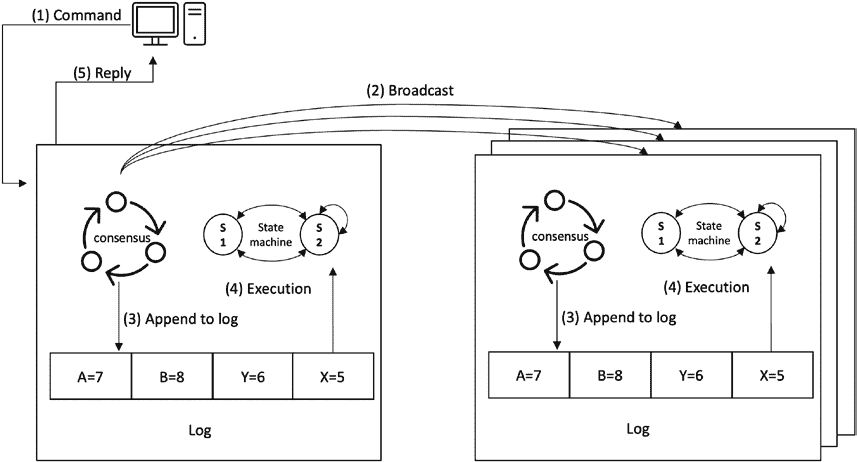 (1) Command
(5) Reply
(2) Broadcast
consensus
S
1
State
machine
S
2
(4) Execution
(3) Append to log
A=7
B=8
Y=6
X=5
Log
consensus
S
1
State
machine
S
2
(4) Execution
(3) Append to log
A=7
B=8
Y=6
X=5
Log